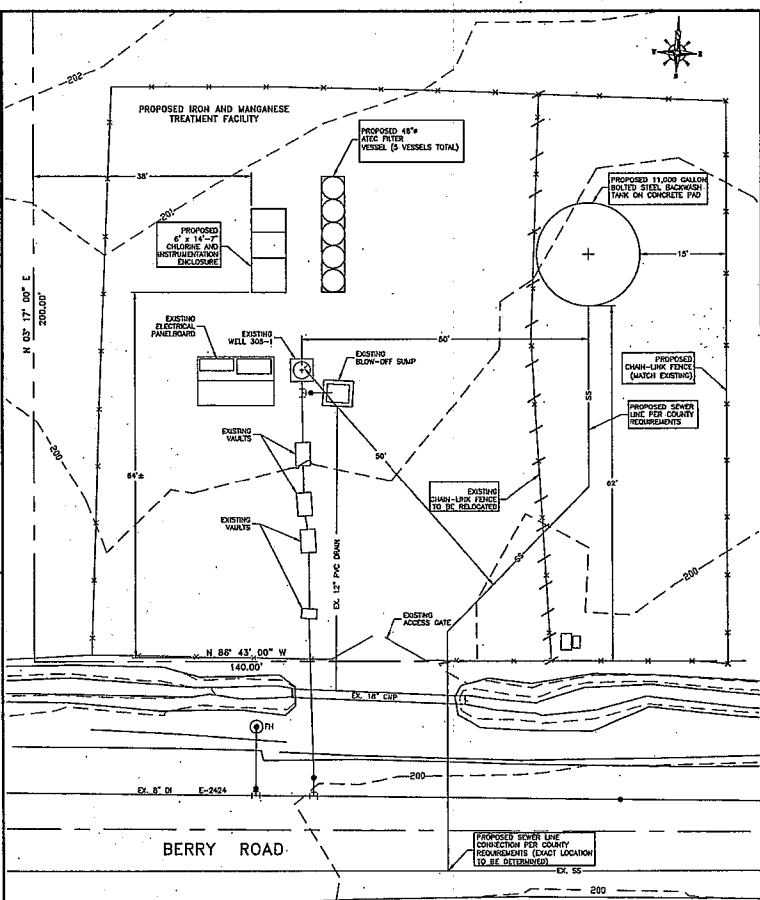 202
PROPOSED IRON AND MANGANESE
TREATMENT FACILITY
PROPOSED 48"ø
ATEC FILTER
VESSEL (5 VESSELS TOTAL)
38'
201
PROPOSED 11,000 GALLON
BOLTED STEEL BACKWASH
TANK ON CONCRETE PAD
PROPOSED
6' x 14'-7"
CHLORINE AND
INSTRUMENTATION
ENCLOSURE
15'
N 03° 17' 00" E
200.00'
EXISTING
ELECTRICAL
PANELBOARD
EXISTING
WELL 305-1
50'
EXISTING
BLOW-OFF SUMP
PROPOSED
CHAIN-LINK FENCE
(MATCH EXISTING)
SS
PROPOSED SEWER
LINE PER COUNTY
REQUIREMENTS
200
EXISTING
VAULTS
50'
64'±
62'
EXISTING
CHAIN-LINK FENCE
TO BE RELOCATED
EXISTING
VAULTS
EX. 12" PVC DRAIN
SS
200
EXISTING
ACCESS GATE
N 86° 43' 00" W
140.00'
EX. 18" CMP
FH
200
EX. 8" DI E-2424
BERRY ROAD
PROPOSED SEWER LINE
CONNECTION PER COUNTY
REQUIREMENTS (EXACT LOCATION
TO BE DETERMINED)
EX. SS
200